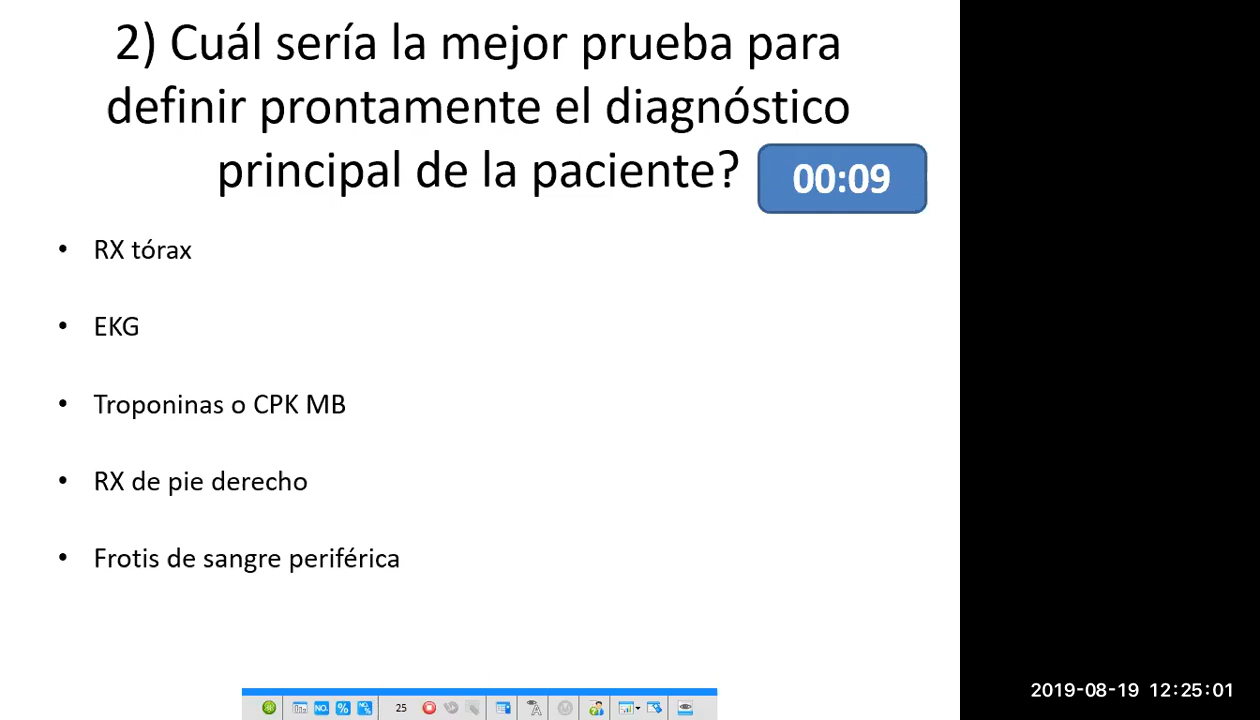 2) Cuál sería la mejor prueba para
definir prontamente el diagnóstico
principal de la paciente?
00:09
• RX tórax
• EKG
• Troponinas o CPK MB
• RX de pie derecho
• Frotis de sangre periférica
NO. % 25
2019-08-19 12:25:01